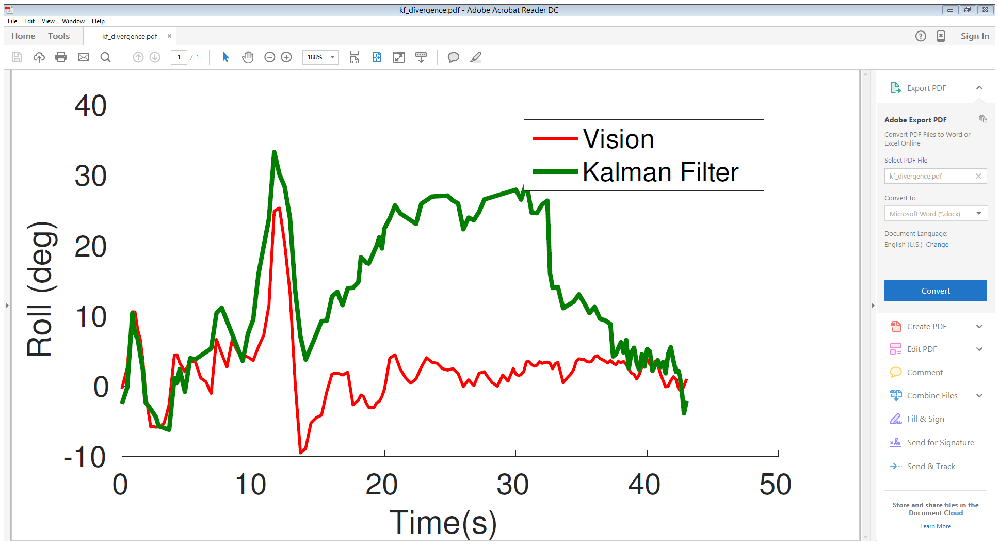 kf_divergence.pdf - Adobe Acrobat Reader DC
File Edit View Window Help
Home Tools kf_divergence.pdf × Sign In
1 / 1 188%
40
30
20
10
0
-10
Roll (deg)
Vision
Kalman Filter
0 10 20 30 40 50
Time(s)
Export PDF
Adobe Export PDF
Convert PDF Files to Word or
Excel Online
Select PDF File
kf_divergence.pdf
Convert to
Microsoft Word (*.docx)
Document Language:
English (U.S.) Change
Convert
Create PDF
Edit PDF
Comment
Combine Files
Fill & Sign
Send for Signature
Send & Track
Store and share files in the
Document Cloud
Learn More